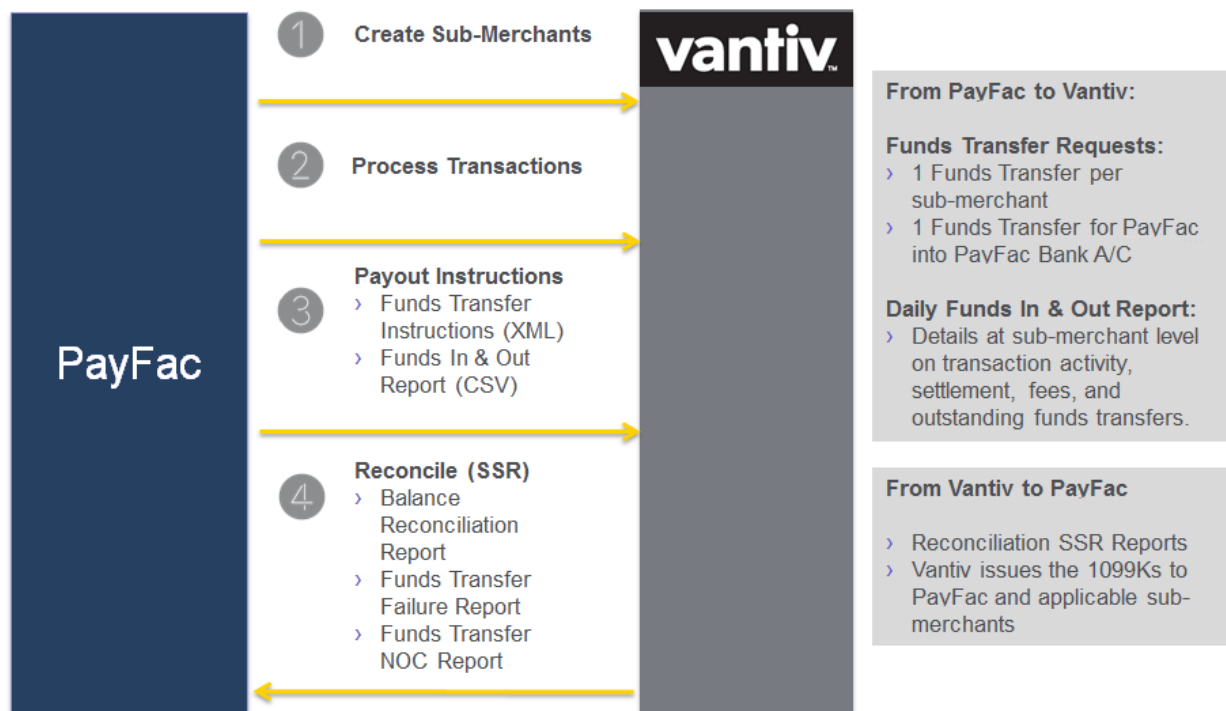 PayFac
1
Create Sub-Merchants
2
Process Transactions
3
Payout Instructions
› Funds Transfer
Instructions (XML)
› Funds In & Out
Report (CSV)
4
Reconcile (SSR)
› Balance
Reconciliation
Report
› Funds Transfer
Failure Report
› Funds Transfer
NOC Report
vantiv™
From PayFac to Vantiv:
Funds Transfer Requests:
› 1 Funds Transfer per
sub-merchant
› 1 Funds Transfer for PayFac
into PayFac Bank A/C
Daily Funds In & Out Report:
› Details at sub-merchant level
on transaction activity,
settlement, fees, and
outstanding funds transfers.
From Vantiv to PayFac
› Reconciliation SSR Reports
› Vantiv issues the 1099Ks to
PayFac and applicable sub-
merchants